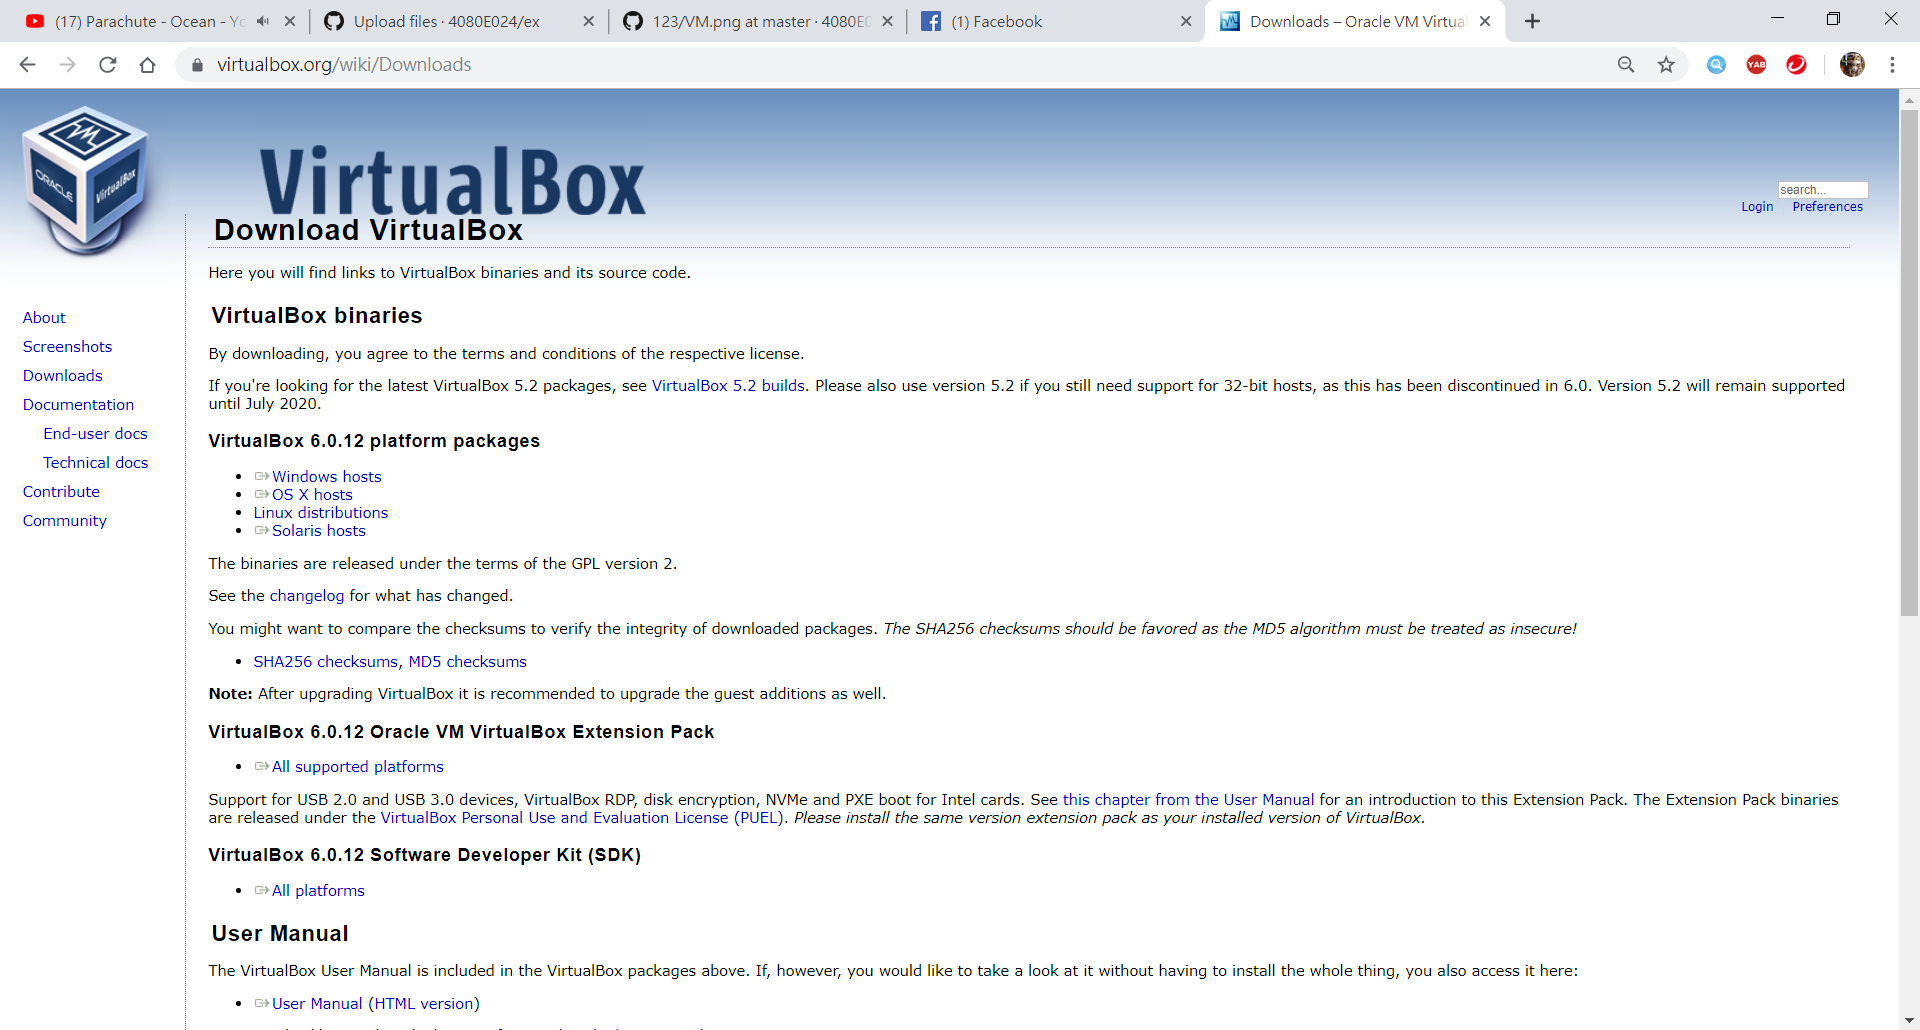 (17) Parachute - Ocean - Yo
Upload files · 4080E024/ex
123/VM.png at master · 4080E0
(1) Facebook
Downloads – Oracle VM Virtual
virtualbox.org/wiki/Downloads
YAB
ORACLE
VirtualBox
VirtualBox
search...
Login
Preferences
Download VirtualBox
Here you will find links to VirtualBox binaries and its source code.
About
Screenshots
Downloads
Documentation
End-user docs
Technical docs
Contribute
Community
VirtualBox binaries
By downloading, you agree to the terms and conditions of the respective license.
If you're looking for the latest VirtualBox 5.2 packages, see VirtualBox 5.2 builds. Please also use version 5.2 if you still need support for 32-bit hosts, as this has been discontinued in 6.0. Version 5.2 will remain supported
until July 2020.
VirtualBox 6.0.12 platform packages
Windows hosts
OS X hosts
Linux distributions
Solaris hosts
The binaries are released under the terms of the GPL version 2.
See the changelog for what has changed.
You might want to compare the checksums to verify the integrity of downloaded packages. The SHA256 checksums should be favored as the MD5 algorithm must be treated as insecure!
SHA256 checksums, MD5 checksums
Note: After upgrading VirtualBox it is recommended to upgrade the guest additions as well.
VirtualBox 6.0.12 Oracle VM VirtualBox Extension Pack
All supported platforms
Support for USB 2.0 and USB 3.0 devices, VirtualBox RDP, disk encryption, NVMe and PXE boot for Intel cards. See this chapter from the User Manual for an introduction to this Extension Pack. The Extension Pack binaries
are released under the VirtualBox Personal Use and Evaluation License (PUEL). Please install the same version extension pack as your installed version of VirtualBox.
VirtualBox 6.0.12 Software Developer Kit (SDK)
All platforms
User Manual
The VirtualBox User Manual is included in the VirtualBox packages above. If, however, you would like to take a look at it without having to install the whole thing, you also access it here:
User Manual (HTML version)